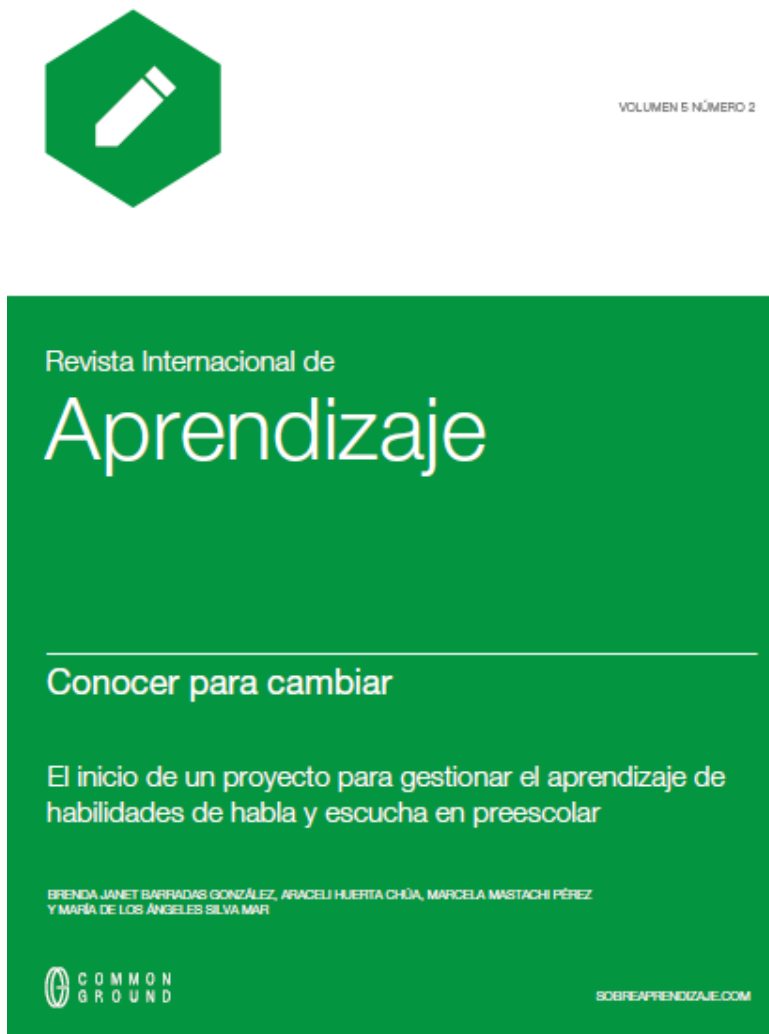 VOLUMEN 5 NÚMERO 2
Revista Internacional de
Aprendizaje
Conocer para cambiar
El inicio de un proyecto para gestionar el aprendizaje de
habilidades de habla y escucha en preescolar
BRENDA JANET BARRADAS GONZÁLEZ, ARACELI HUERTA CHÚA, MARCELA MASTACHI PÉREZ
Y MARÍA DE LOS ÁNGELES SILVA MAR
COMMON
GROUND
SOBREAPRENDIZAJE.COM